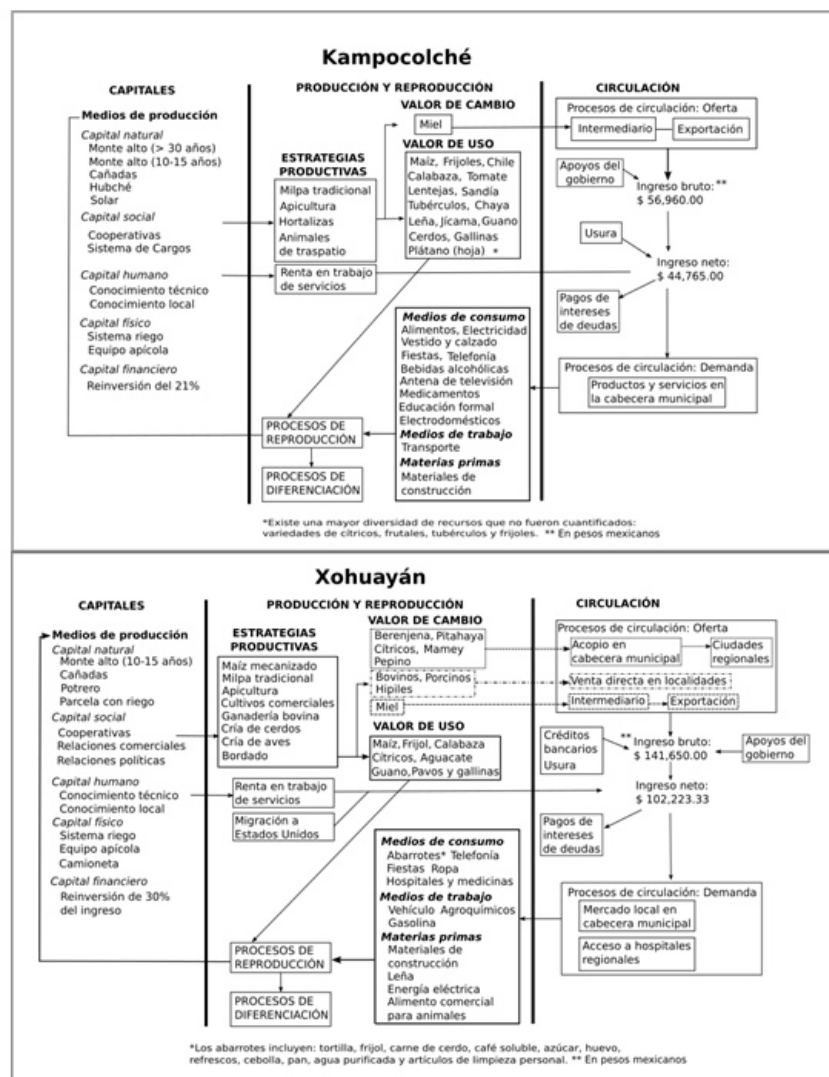 Kampocolché
CAPITALES
Medios de producción
Capital natural
Monte alto (> 30 años)
Monte alto (10-15 años)
Cañadas
Hubché
Solar
Capital social
Cooperativas
Sistema de Cargos
Capital humano
Conocimiento técnico
Conocimiento local
Capital físico
Sistema riego
Equipo apícola
Capital financiero
Reinversión del 21%
PRODUCCIÓN Y REPRODUCCIÓN
VALOR DE CAMBIO
Miel
ESTRATEGIAS
PRODUCTIVAS
Milpa tradicional
Apicultura
Hortalizas
Animales
de traspatio
Renta en trabajo
de servicios
VALOR DE USO
Maíz, Frijoles, Chile
Calabaza, Tomate
Lentejas, Sandía
Tubérculos, Chaya
Leña, Jícama, Guano
Cerdos, Gallinas
Plátano (hoja) *
Medios de consumo
Alimentos, Electricidad
Vestido y calzado
Fiestas, Telefonía
Bebidas alcohólicas
Antena de televisión
Medicamentos
Educación formal
Electrodomésticos
Medios de trabajo
Transporte
Materias primas
Materiales de
construcción
PROCESOS DE
REPRODUCCIÓN
PROCESOS DE
DIFERENCIACIÓN
CIRCULACIÓN
Procesos de circulación: Oferta
Intermediario
Exportación
Apoyos del
gobierno
Ingreso bruto: **
$ 56,960.00
Usura
Ingreso neto:
$ 44,765.00
Pagos de
intereses
de deudas
Procesos de circulación: Demanda
Productos y servicios en
la cabecera municipal
*Existe una mayor diversidad de recursos que no fueron cuantificados:
variedades de cítricos, frutales, tubérculos y frijoles. ** En pesos mexicanos
Xohuayán
CAPITALES
Medios de producción
Capital natural
Monte alto (10-15 años)
Cañadas
Potrero
Parcela con riego
Capital social
Cooperativas
Relaciones comerciales
Relaciones políticas
Capital humano
Conocimiento técnico
Conocimiento local
Capital físico
Sistema riego
Equipo apícola
Camioneta
Capital financiero
Reinversión de 30%
del ingreso
PRODUCCIÓN Y REPRODUCCIÓN
VALOR DE CAMBIO
ESTRATEGIAS
PRODUCTIVAS
Maíz mecanizado
Milpa tradicional
Apicultura
Cultivos comerciales
Ganadería bovina
Cría de cerdos
Cría de aves
Bordado
Renta en trabajo
de servicios
Migración a
Estados Unidos
Berenjena, Pitahaya
Cítricos, Mamey
Pepino
Bovinos, Porcinos
Hipiles
Miel
VALOR DE USO
Maíz, Frijol, Calabaza
Cítricos, Aguacate
Guano, Pavos y gallinas
Medios de consumo
Abarrotes* Telefonía
Fiestas Ropa
Hospitales y medicinas
Medios de trabajo
Vehículo Agroquimicos
Gasolina
Materias primas
Materiales de
construcción
Leña
Energía eléctrica
Alimento comercial
para animales
PROCESOS DE
REPRODUCCIÓN
PROCESOS DE
DIFERENCIACIÓN
CIRCULACIÓN
Procesos de circulación: Oferta
Acopio en
cabecera municipal
Ciudades
regionales
Venta directa en localidades
Intermediario
Exportación
Créditos
bancarios
Usura
** Ingreso bruto:
$ 141,650.00
Apoyos del
gobierno
Ingreso neto:
$ 102,223.33
Pagos de
intereses
de deudas
Procesos de circulación: Demanda
Mercado local en
cabecera municipal
Acceso a hospitales
regionales
*Los abarrotes incluyen: tortilla, frijol, carne de cerdo, café soluble, azúcar, huevo,
refrescos, cebolla, pan, agua purificada y artículos de limpieza personal. ** En pesos mexicanos